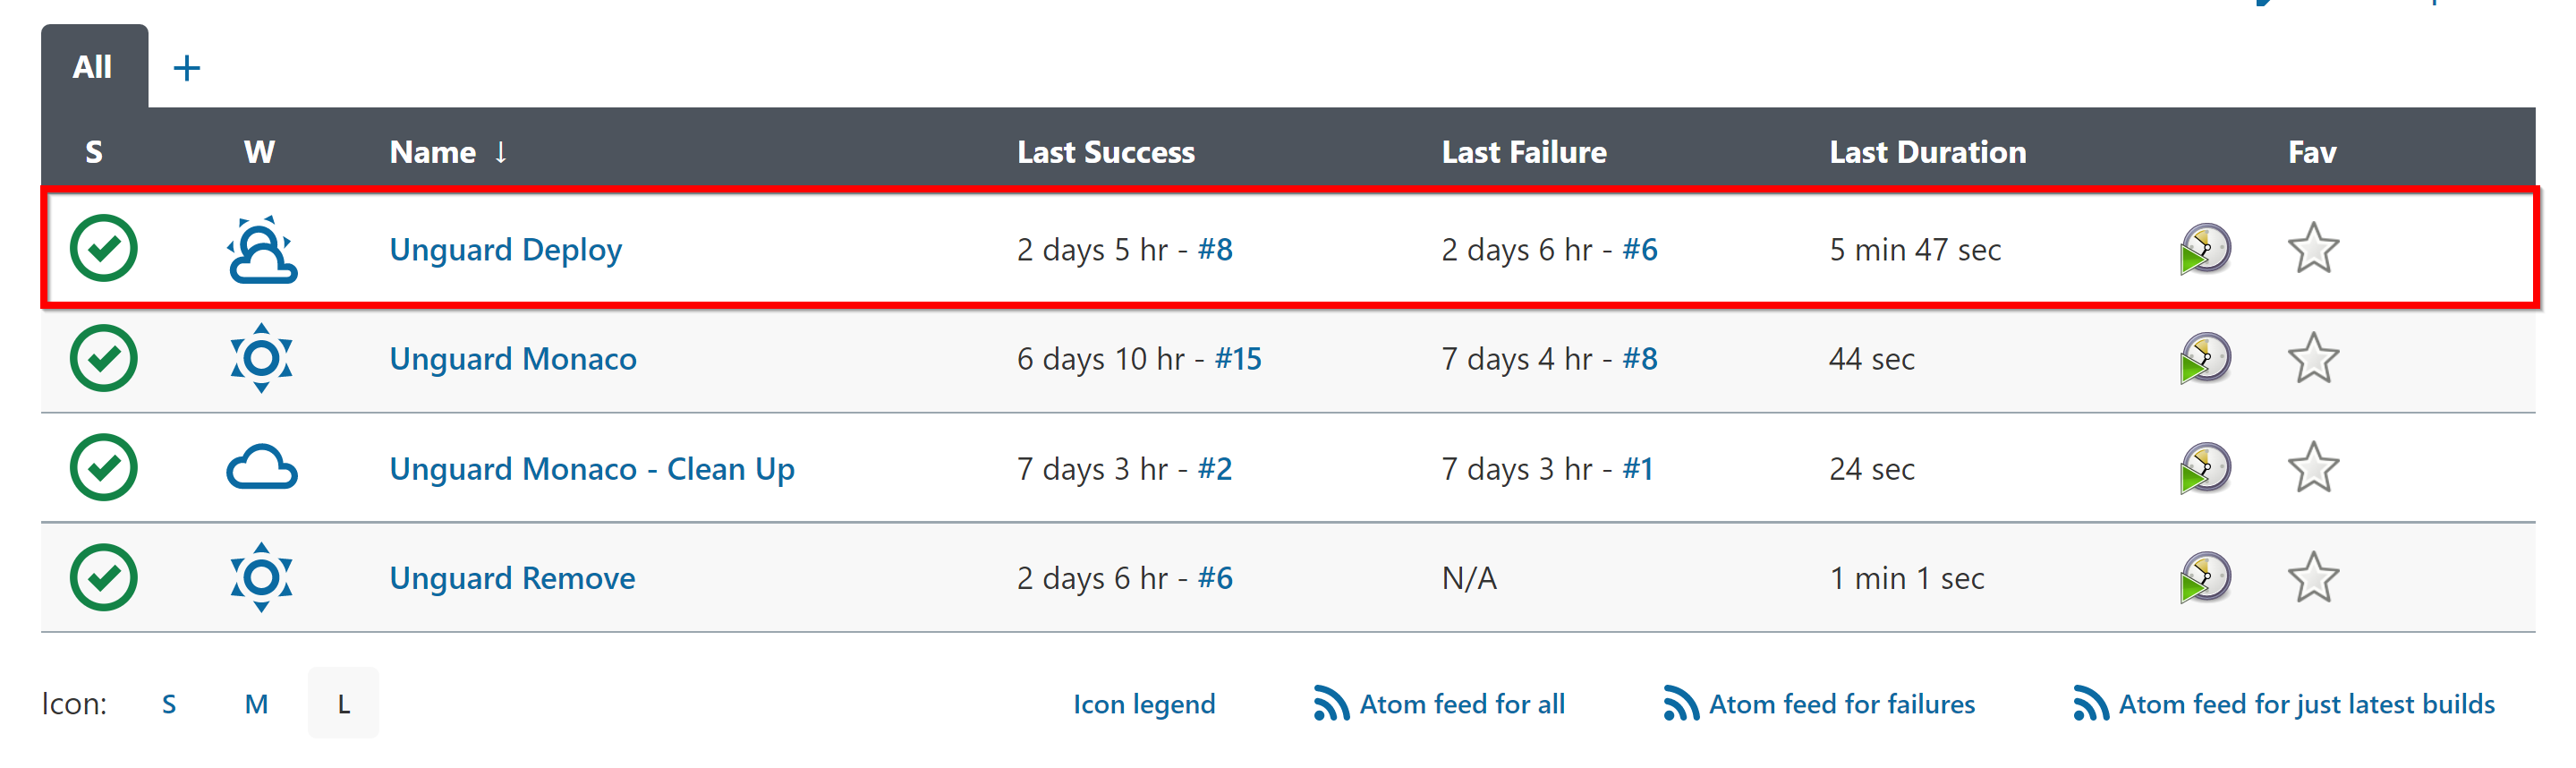 All +
S W Name ↓ Last Success Last Failure Last Duration Fav
Unguard Deploy 2 days 5 hr - #8 2 days 6 hr - #6 5 min 47 sec
Unguard Monaco 6 days 10 hr - #15 7 days 4 hr - #8 44 sec
Unguard Monaco - Clean Up 7 days 3 hr - #2 7 days 3 hr - #1 24 sec
Unguard Remove 2 days 6 hr - #6 N/A 1 min 1 sec
Icon: S M L Icon legend Atom feed for all Atom feed for failures Atom feed for just latest builds